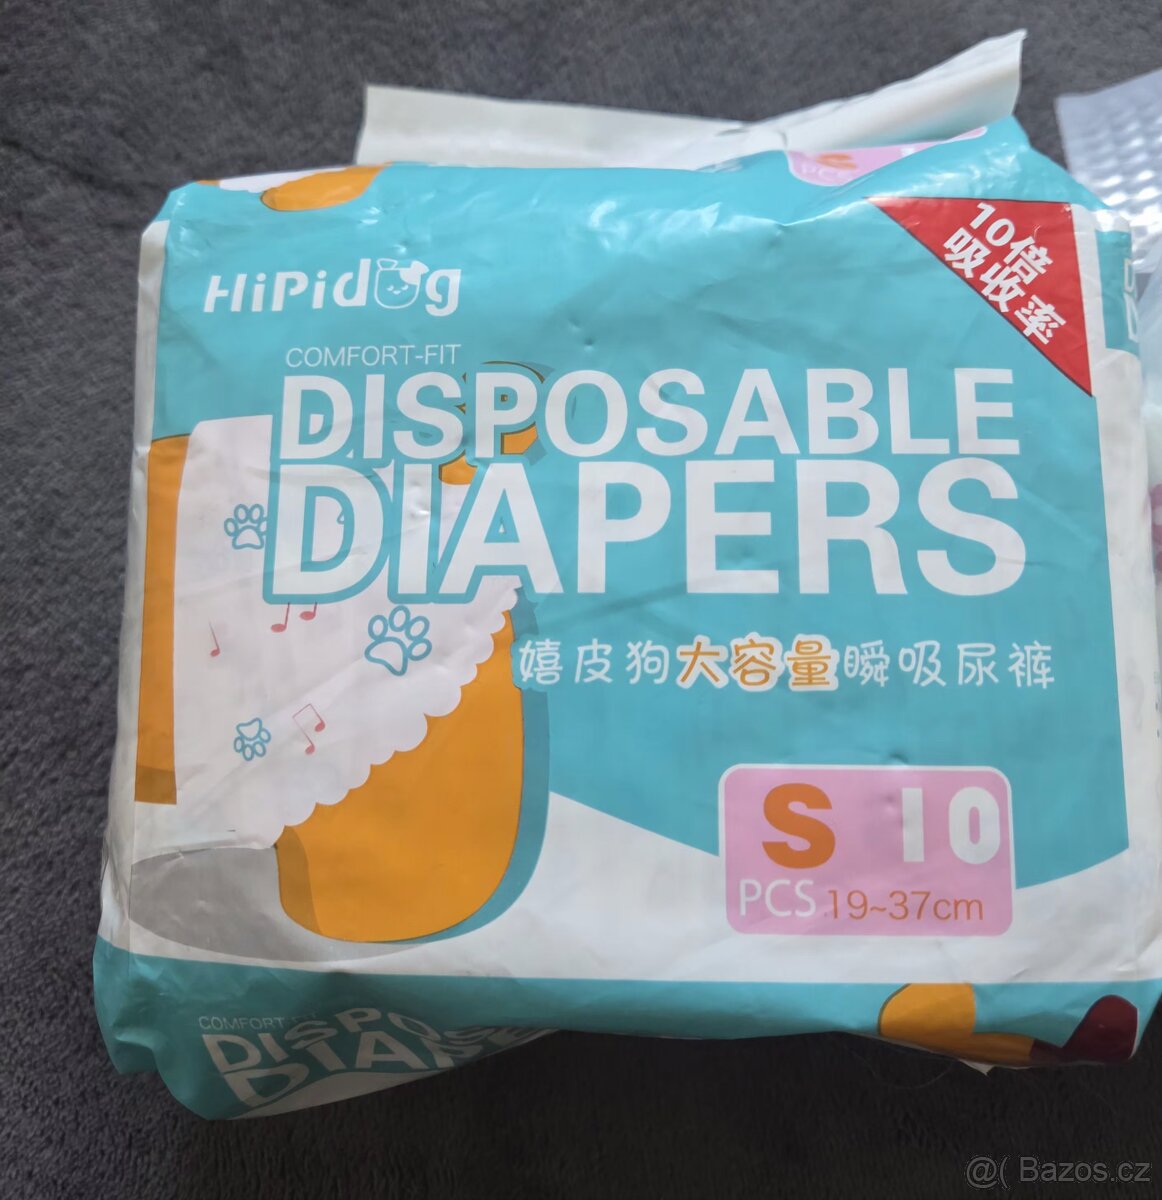 10倍
吸收率
HiPidog
COMFORT-FIT
DISPOSABLE
DIAPERS
嬉皮狗大容量瞬吸尿裤
S 10
PCS 19~37cm
COMFORT-FIT
DISPO
DIAPE
@( Bazos.cz